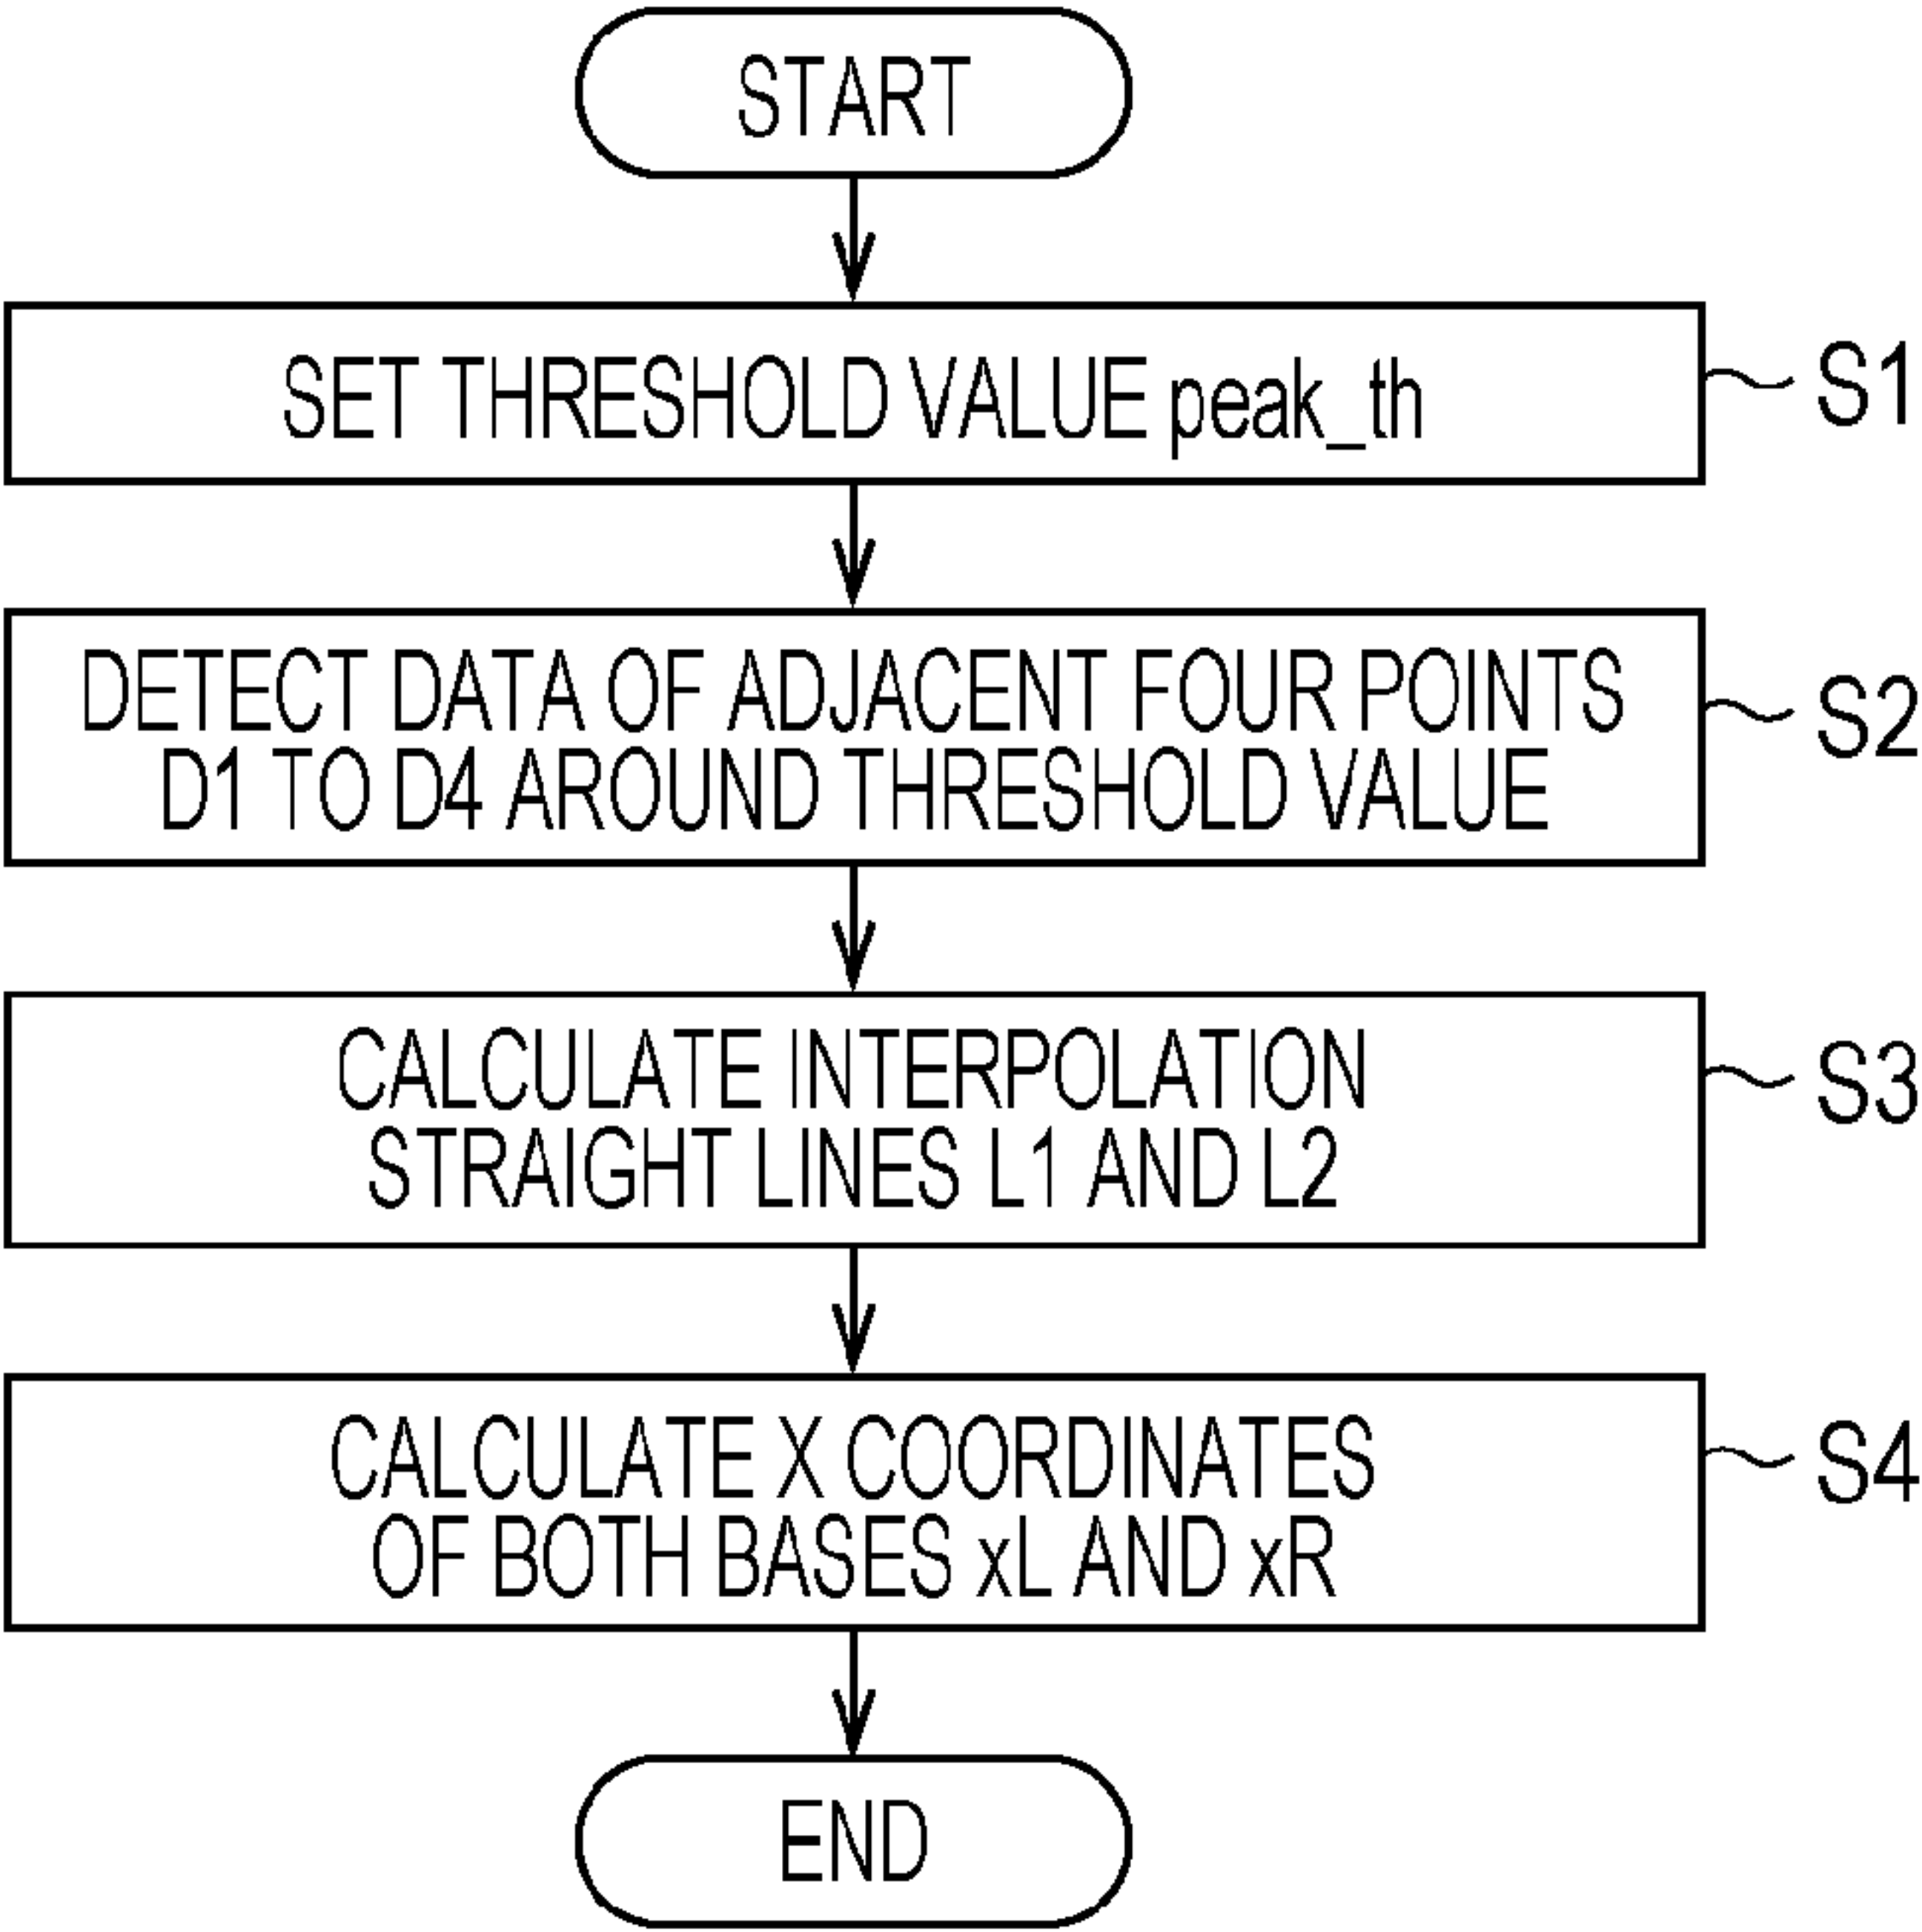 START
SET THRESHOLD VALUE peak_th
S1
DETECT DATA OF ADJACENT FOUR POINTS
D1 TO D4 AROUND THRESHOLD VALUE
S2
CALCULATE INTERPOLATION
STRAIGHT LINES L1 AND L2
S3
CALCULATE X COORDINATES
OF BOTH BASES xL AND xR
S4
END